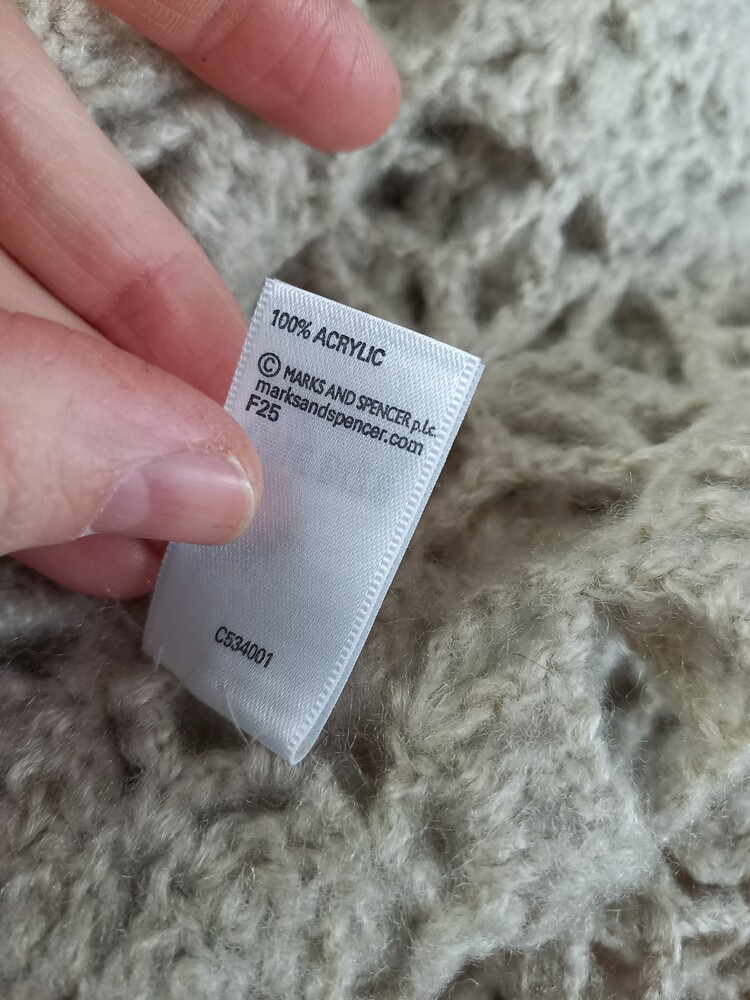 100% ACRYLIC
© MARKS AND SPENCER p.l.c.
marksandspencer.com
F25
C534001